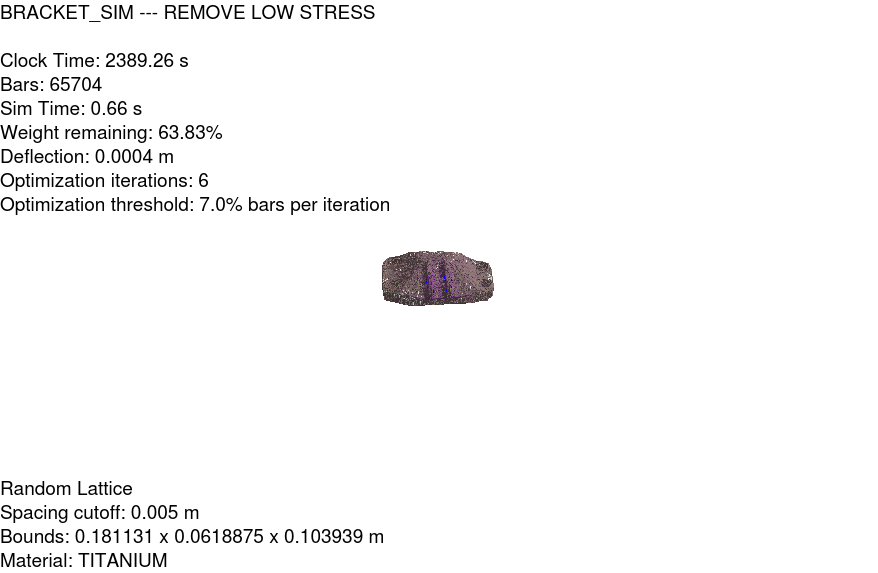 BRACKET_SIM --- REMOVE LOW STRESS
Clock Time: 2389.26 s
Bars: 65704
Sim Time: 0.66 s
Weight remaining: 63.83%
Deflection: 0.0004 m
Optimization iterations: 6
Optimization threshold: 7.0% bars per iteration
Random Lattice
Spacing cutoff: 0.005 m
Bounds: 0.181131 x 0.0618875 x 0.103939 m
Material: TITANIUM